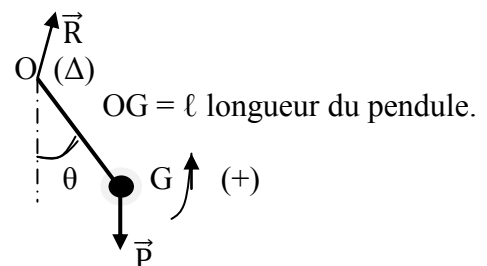 R⃗
O (Δ)
OG = ℓ longueur du pendule.
θ G (+)
P⃗